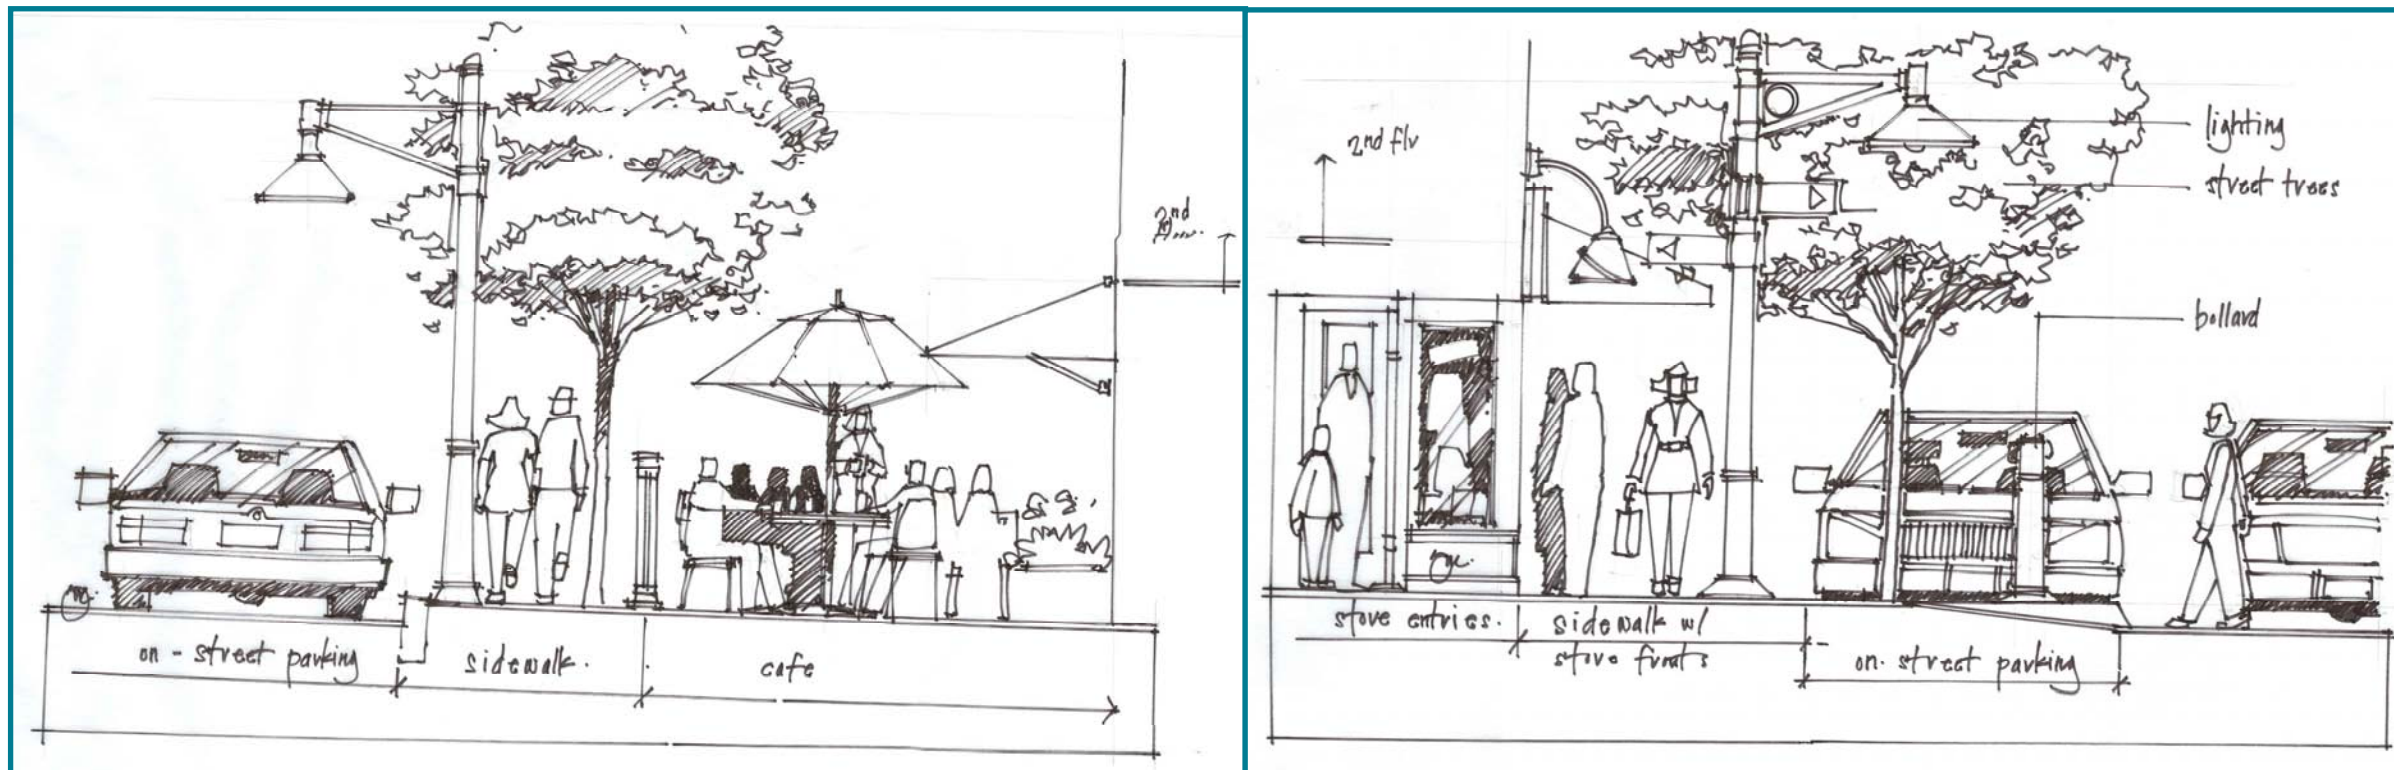 2nd
on-street parking
sidewalk.
cafe
2nd flr
lighting
street trees
bollard
store entries.
sidewalk w/
store fronts
on-street parking